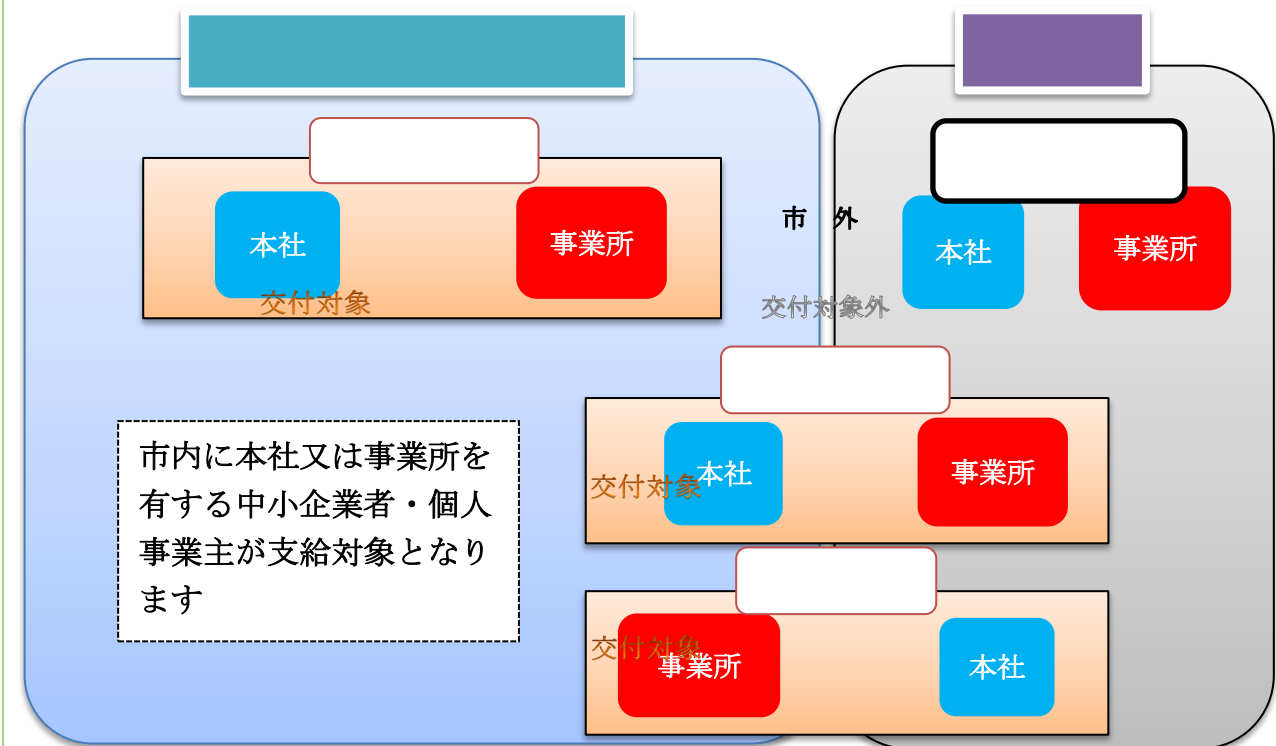 市　外
本社
事業所
本社
事業所
交付対象
交付対象外
本社
事業所
交付対象
市内に本社又は事業所を
有する中小企業者・個人
事業主が支給対象となり
ます
交付対象
事業所
本社